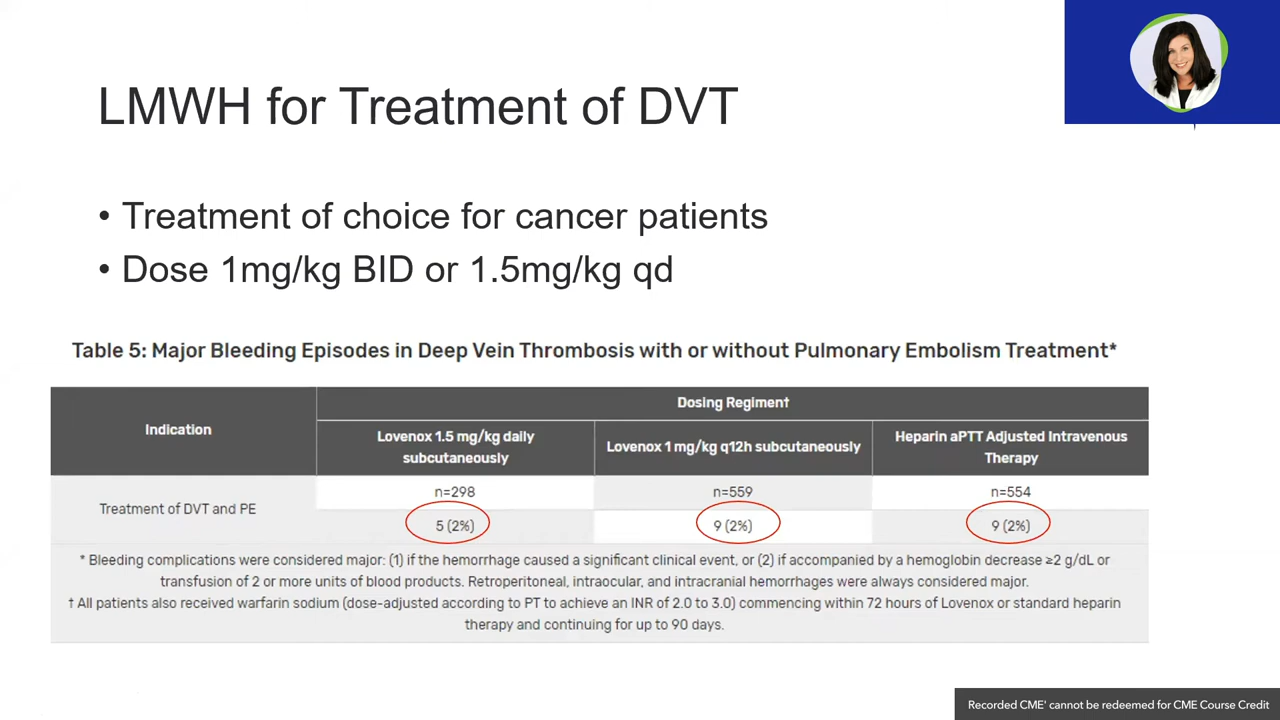 LMWH for Treatment of DVT
• Treatment of choice for cancer patients
• Dose 1mg/kg BID or 1.5mg/kg qd
Table 5: Major Bleeding Episodes in Deep Vein Thrombosis with or without Pulmonary Embolism Treatment*
Indication
Dosing Regiment†
Lovenox 1.5 mg/kg daily
subcutaneously
Lovenox 1 mg/kg q12h subcutaneously
Heparin aPTT Adjusted Intravenous
Therapy
Treatment of DVT and PE
n=298
n=559
n=554
5 (2%)
9 (2%)
9 (2%)
* Bleeding complications were considered major: (1) if the hemorrhage caused a significant clinical event, or (2) if accompanied by a hemoglobin decrease ≥2 g/dL or
transfusion of 2 or more units of blood products. Retroperitoneal, intraocular, and intracranial hemorrhages were always considered major.
† All patients also received warfarin sodium (dose-adjusted according to PT to achieve an INR of 2.0 to 3.0) commencing within 72 hours of Lovenox or standard heparin
therapy and continuing for up to 90 days.
Recorded CME' cannot be redeemed for CME Course Credit